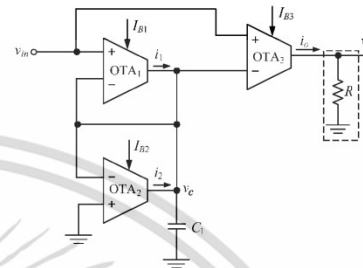 I_{B1}
I_{B3}
v_{in}
+
i_1
+
i_o
v
OTA_1
OTA_3
−
−
R
I_{B2}
−
i_2
v_c
OTA_2
+
C_1